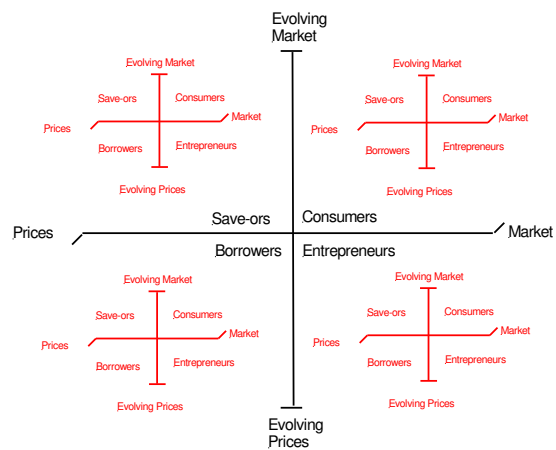 Evolving
Market
Evolving Market
Save-ors
Consumers
Prices
Market
Borrowers
Entrepreneurs
Evolving Prices
Evolving Market
Save-ors
Consumers
Prices
Market
Borrowers
Entrepreneurs
Evolving Prices
Save-ors
Consumers
Prices
Market
Borrowers
Entrepreneurs
Evolving Market
Save-ors
Consumers
Prices
Market
Borrowers
Entrepreneurs
Evolving Prices
Evolving Market
Save-ors
Consumers
Prices
Market
Borrowers
Entrepreneurs
Evolving Prices
Evolving
Prices